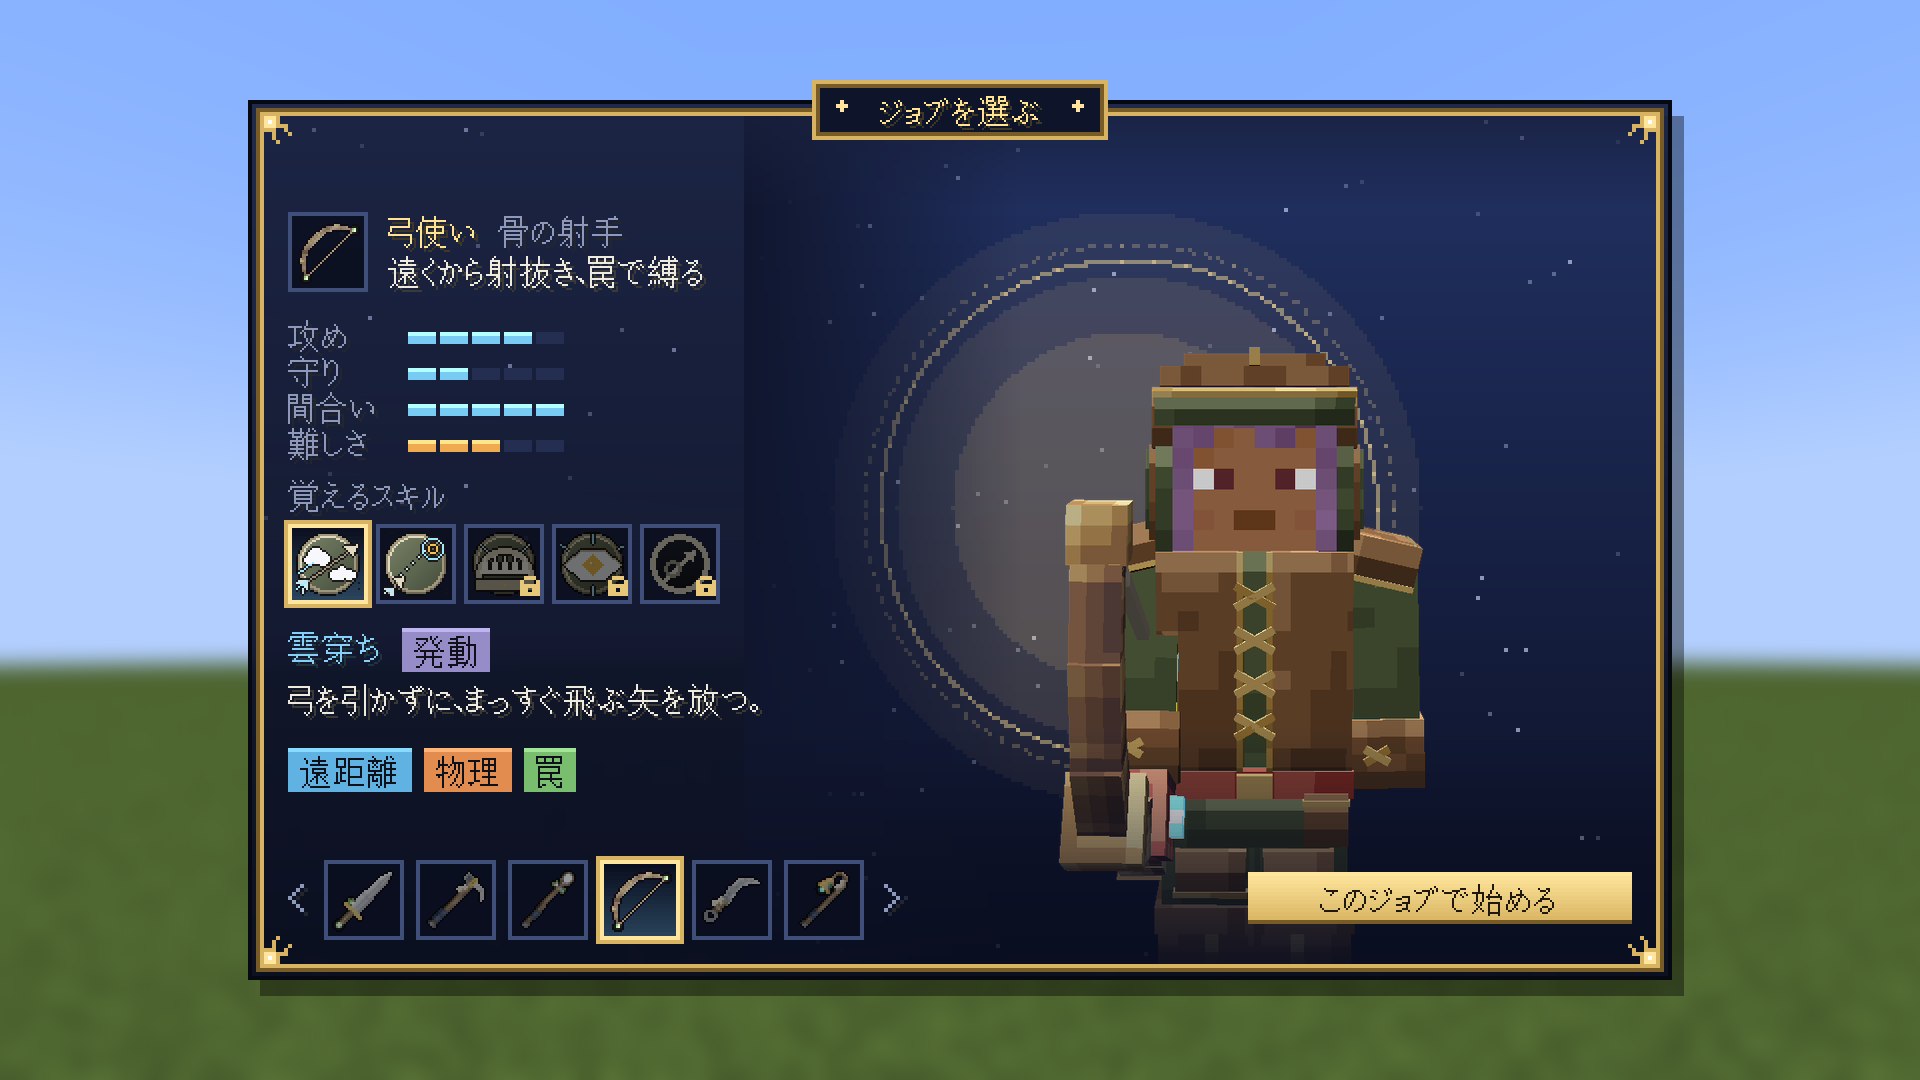 ジョブを選ぶ
弓使い 骨の射手
遠くから射抜き、罠で縛る
攻め
守り
間合い
難しさ
覚えるスキル
雲穿ち 発動
弓を引かずに、まっすぐ飛ぶ矢を放つ。
遠距離 物理 罠
このジョブで始める